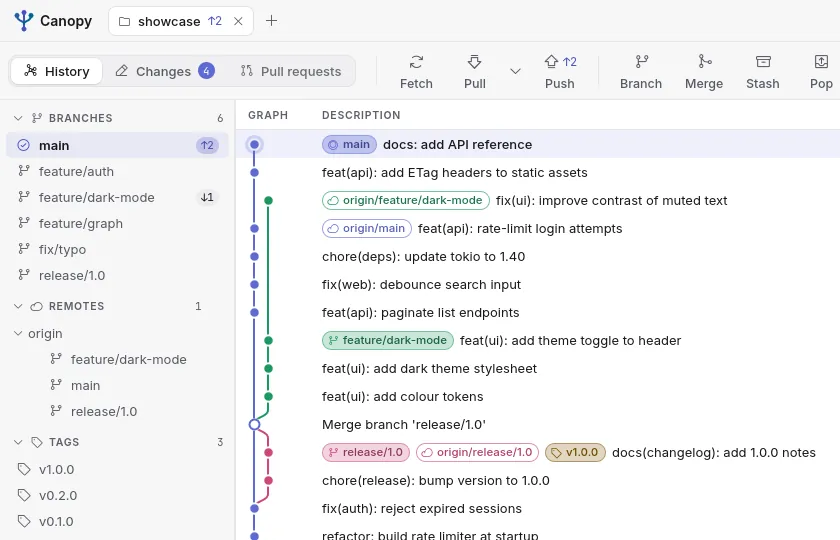 Canopy
showcase ↑2
History
Changes 4
Pull requests
Fetch
Pull
↑2
Push
Branch
Merge
Stash
Pop
BRANCHES 6
main ↑2
feature/auth
feature/dark-mode ↓1
feature/graph
fix/typo
release/1.0
REMOTES 1
origin
feature/dark-mode
main
release/1.0
TAGS 3
v1.0.0
v0.2.0
v0.1.0
GRAPH DESCRIPTION
main docs: add API reference
feat(api): add ETag headers to static assets
origin/feature/dark-mode fix(ui): improve contrast of muted text
origin/main feat(api): rate-limit login attempts
chore(deps): update tokio to 1.40
fix(web): debounce search input
feat(api): paginate list endpoints
feature/dark-mode feat(ui): add theme toggle to header
feat(ui): add dark theme stylesheet
feat(ui): add colour tokens
Merge branch 'release/1.0'
release/1.0 origin/release/1.0 v1.0.0 docs(changelog): add 1.0.0 notes
chore(release): bump version to 1.0.0
fix(auth): reject expired sessions
refactor: build rate limiter at startup